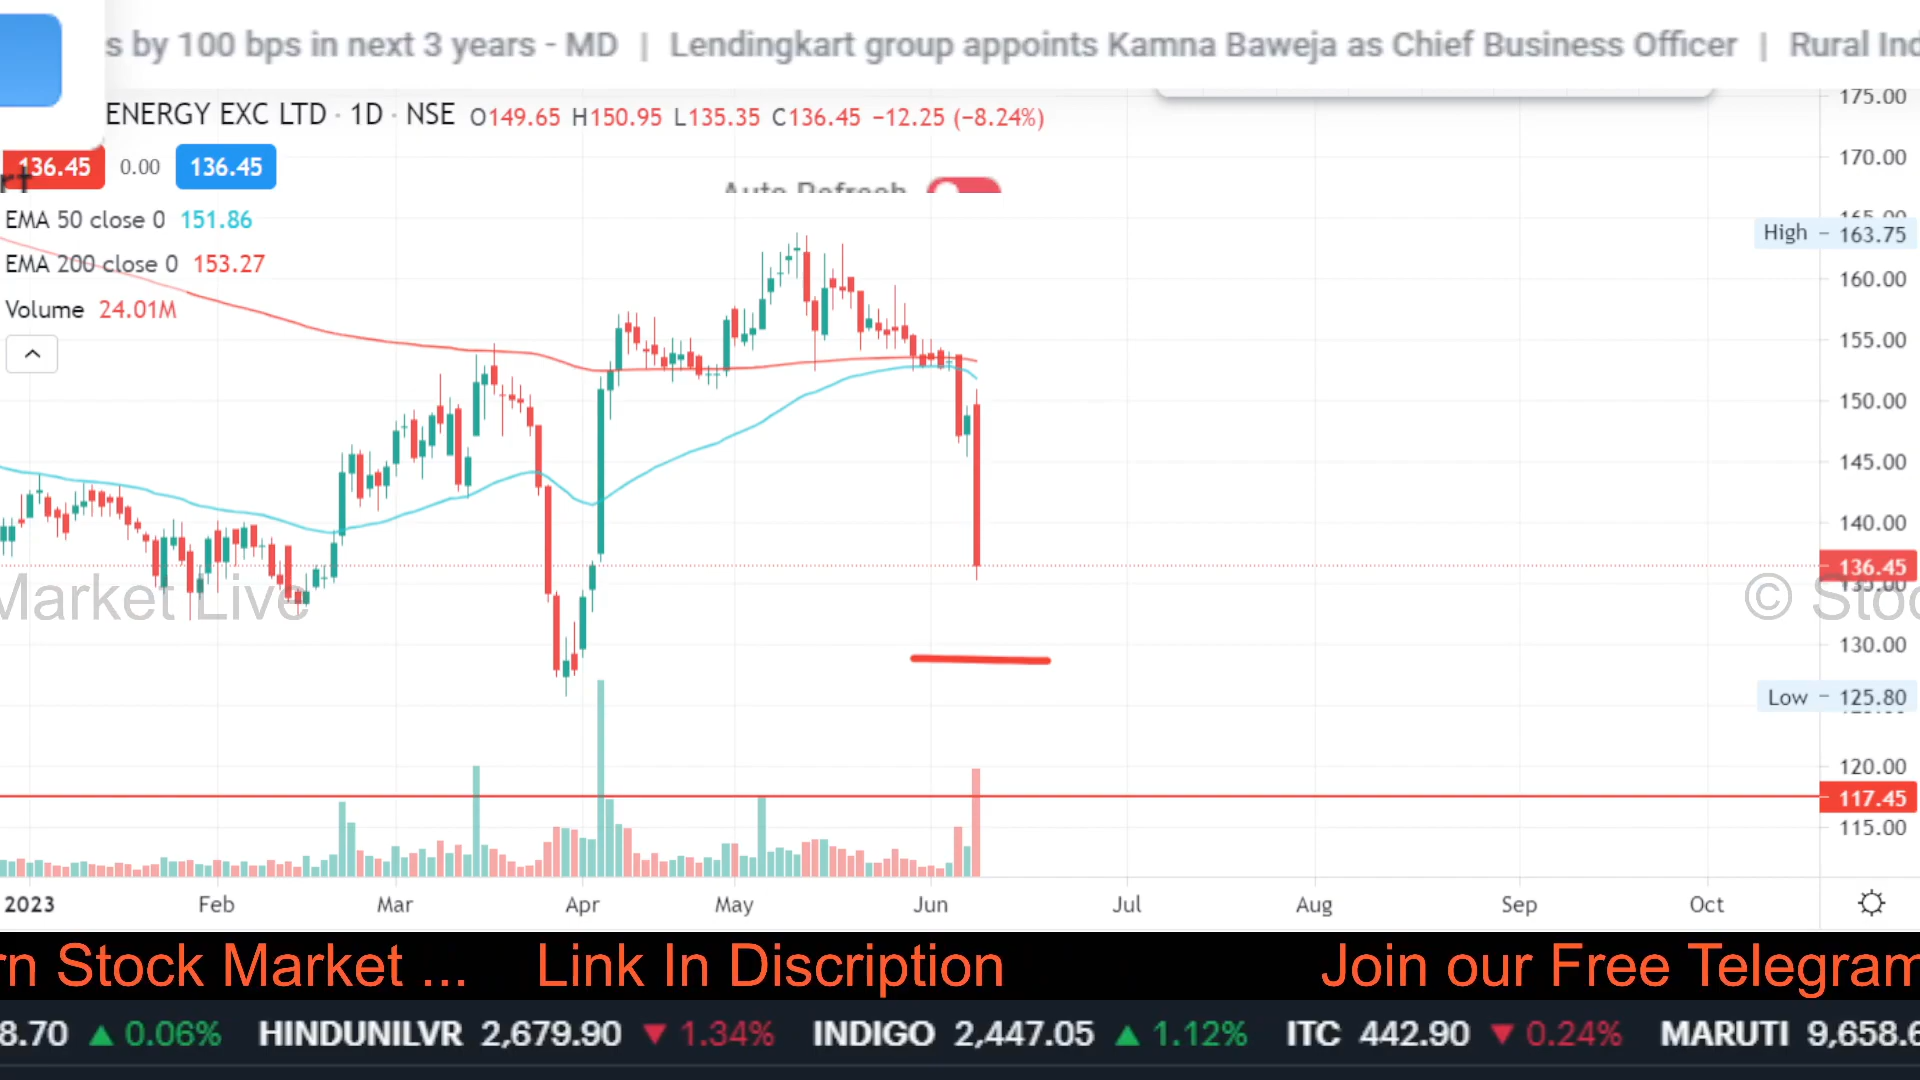 s by 100 bps in next 3 years - MD | Lendingkart group appoints Kamna Baweja as Chief Business Officer | Rural Ind
ENERGY EXC LTD · 1D · NSE O149.65 H150.95 L135.35 C136.45 −12.25 (−8.24%)
136.45 0.00 136.45
Auto Refresh
EMA 50 close 0 151.86
EMA 200 close 0 153.27
Volume 24.01M
175.00
170.00
165.00
High 163.75
160.00
155.00
150.00
145.00
140.00
136.45
135.00
Market Live
© Stoc
130.00
Low 125.80
120.00
117.45
115.00
2023 Feb Mar Apr May Jun Jul Aug Sep Oct
rn Stock Market ... Link In Discription Join our Free Telegram
8.70 ▲ 0.06% HINDUNILVR 2,679.90 ▼ 1.34% INDIGO 2,447.05 ▲ 1.12% ITC 442.90 ▼ 0.24% MARUTI 9,658.6